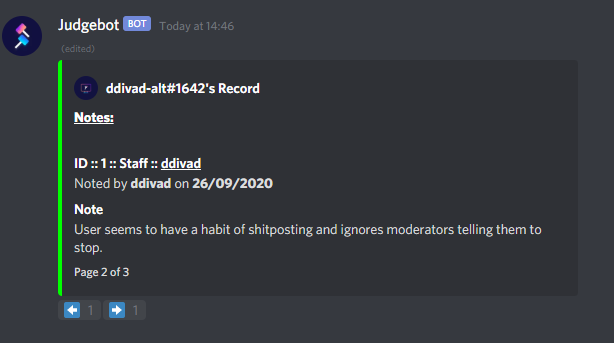 Judgebot BOT Today at 14:46
(edited)
ddivad-alt#1642's Record
Notes:
ID :: 1 :: Staff :: ddivad
Noted by ddivad on 26/09/2020
Note
User seems to have a habit of shitposting and ignores moderators telling them to
stop.
Page 2 of 3
1 1